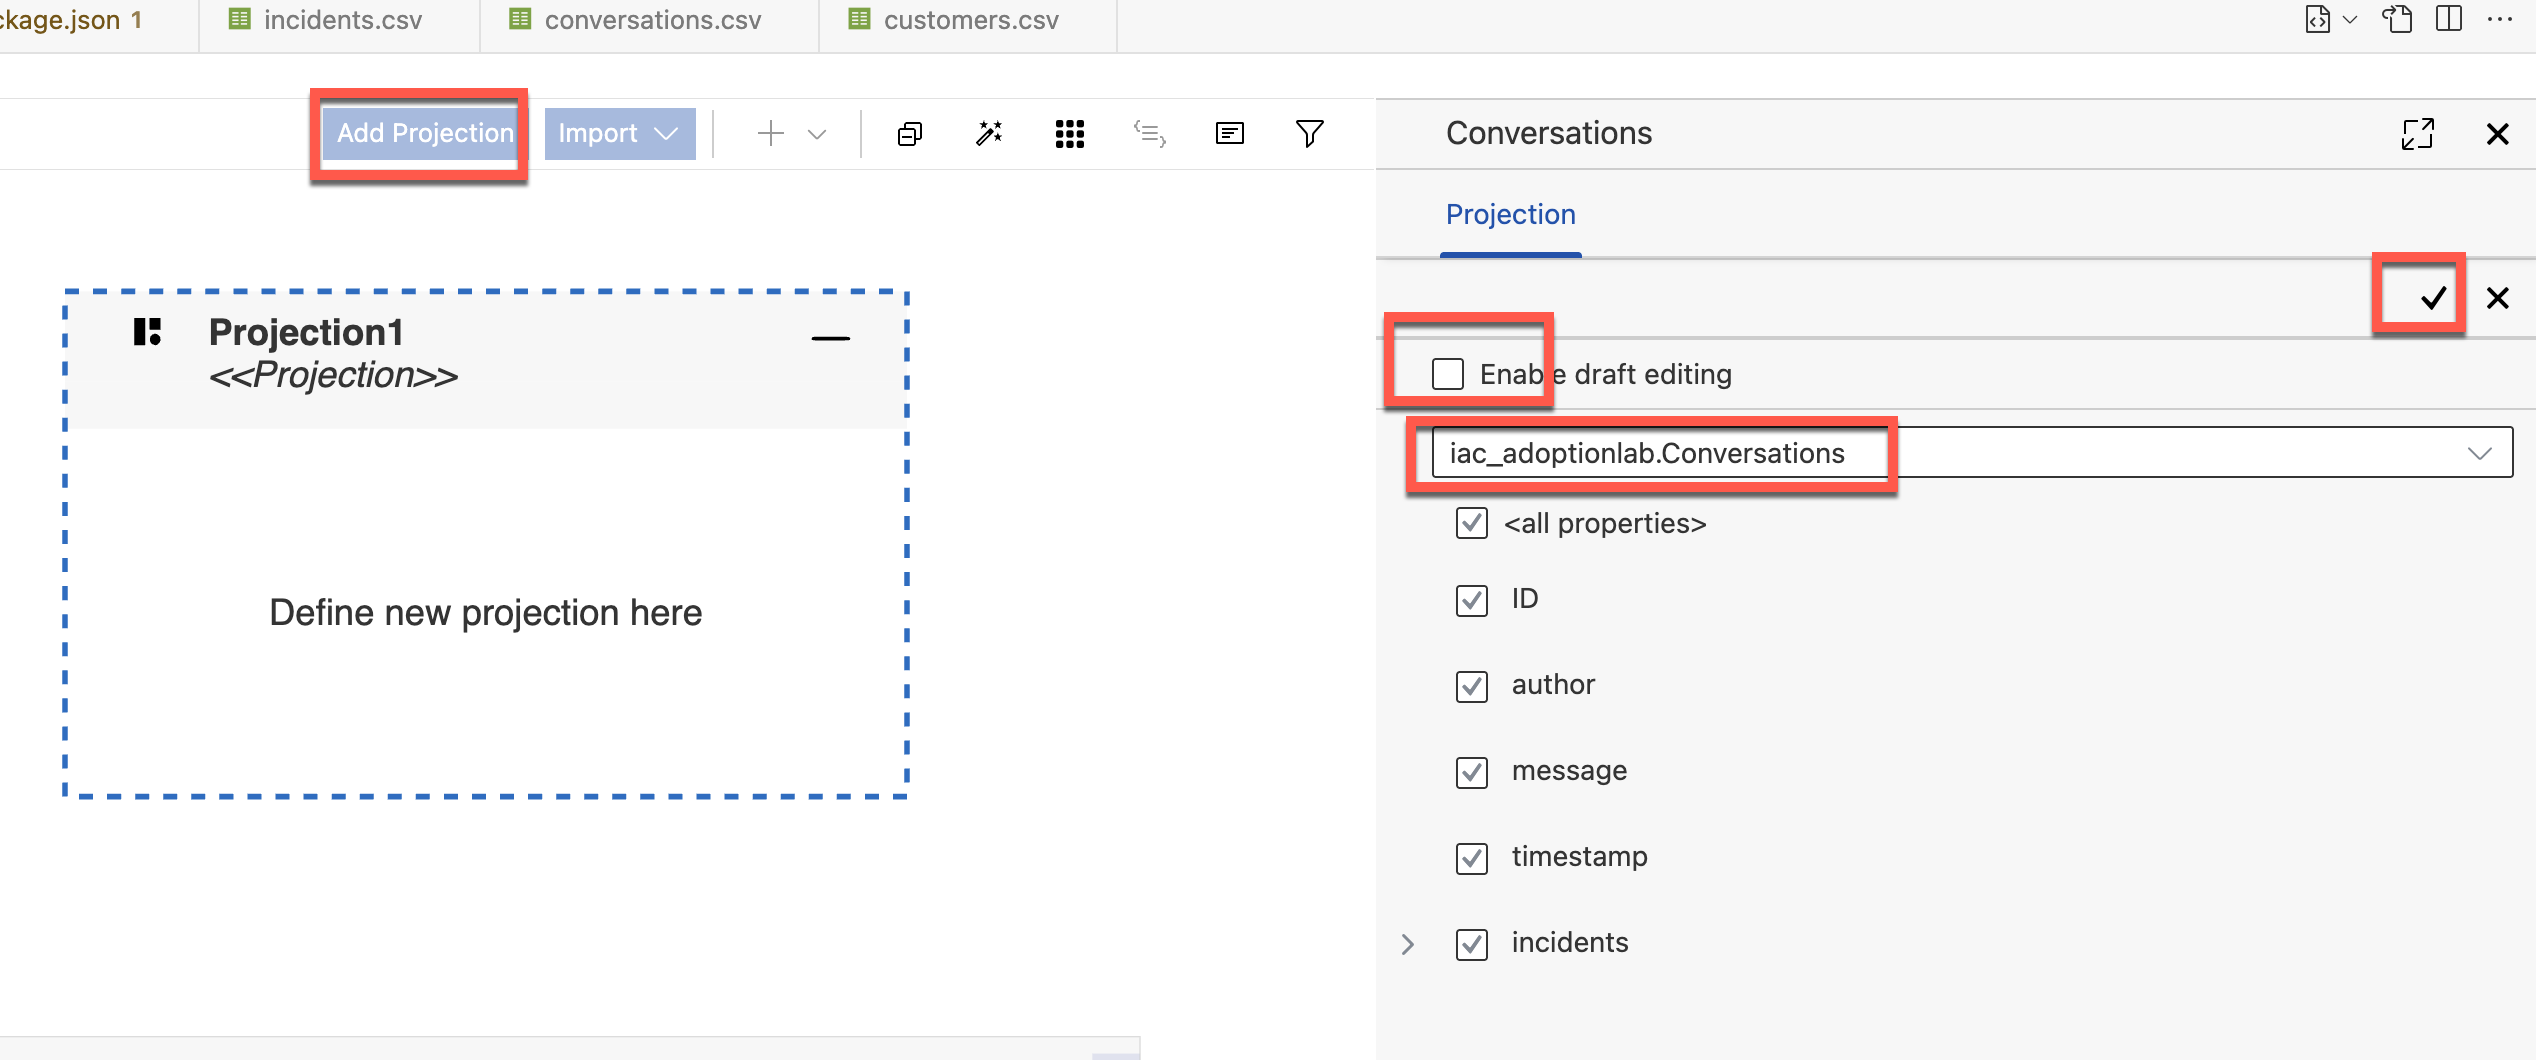 ckage.json 1
incidents.csv
conversations.csv
customers.csv
Add Projection
Import
Conversations
Projection
Projection1
<<Projection>>
Define new projection here
Enable draft editing
iac_adoptionlab.Conversations
<all properties>
ID
author
message
timestamp
incidents